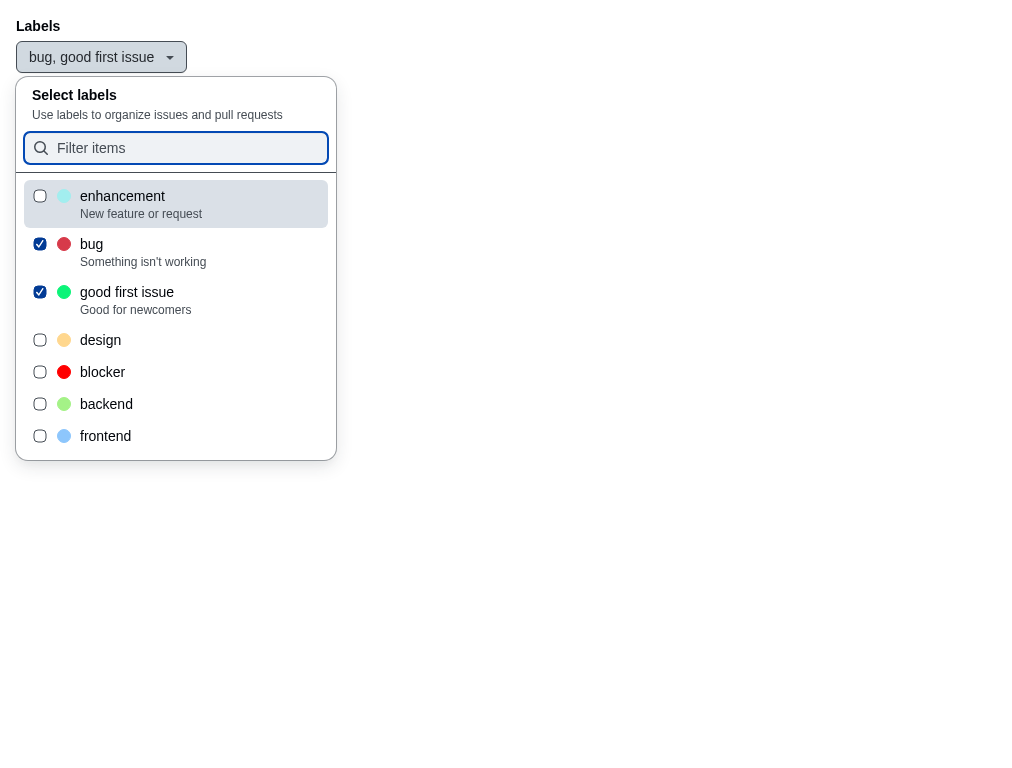 Labels
bug, good first issue
Select labels
Use labels to organize issues and pull requests
Filter items
enhancement
New feature or request
bug
Something isn't working
good first issue
Good for newcomers
design
blocker
backend
frontend